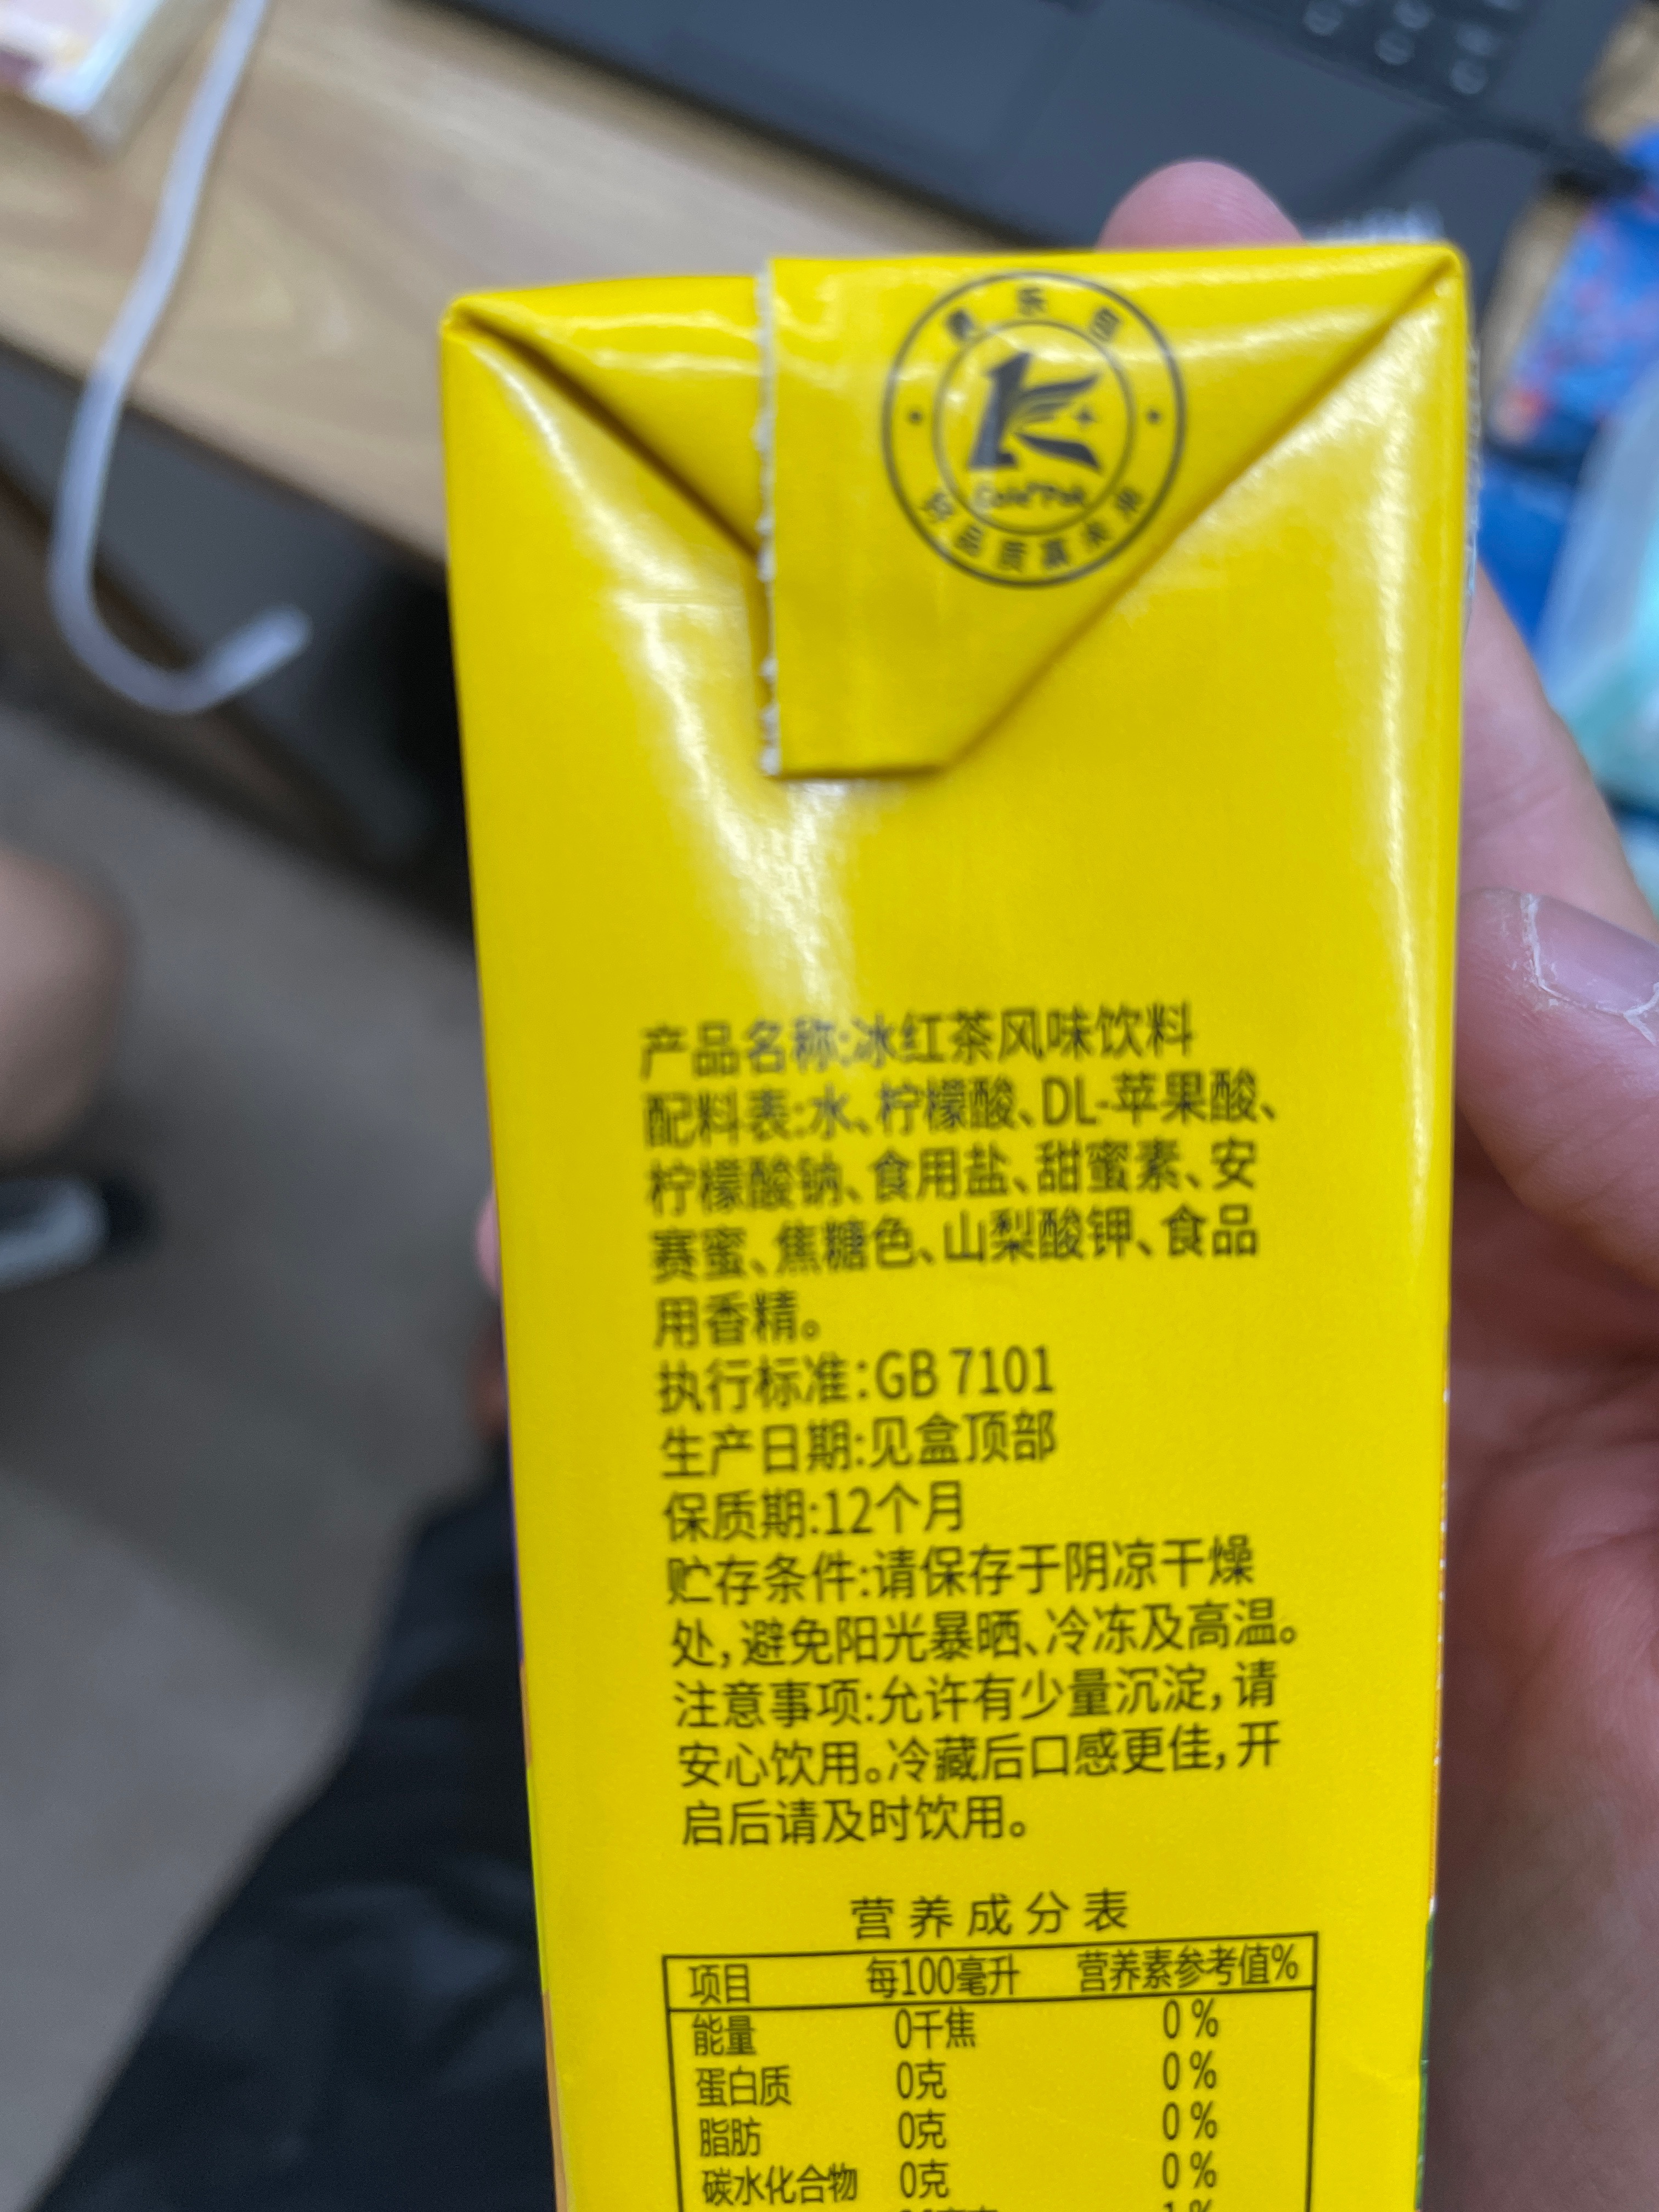 乐包
好品质赢未来
产品名称:冰红茶风味饮料
配料表:水、柠檬酸、DL-苹果酸、
柠檬酸钠、食用盐、甜蜜素、安
赛蜜、焦糖色、山梨酸钾、食品
用香精。
执行标准:GB 7101
生产日期:见盒顶部
保质期:12个月
贮存条件:请保存于阴凉干燥
处,避免阳光暴晒、冷冻及高温。
注意事项:允许有少量沉淀,请
安心饮用。冷藏后口感更佳,开
启后请及时饮用。
营养成分表
项目 每100毫升 营养素参考值%
能量 0千焦 0 %
蛋白质 0克 0 %
脂肪 0克 0 %
碳水化合物 0克 0 %